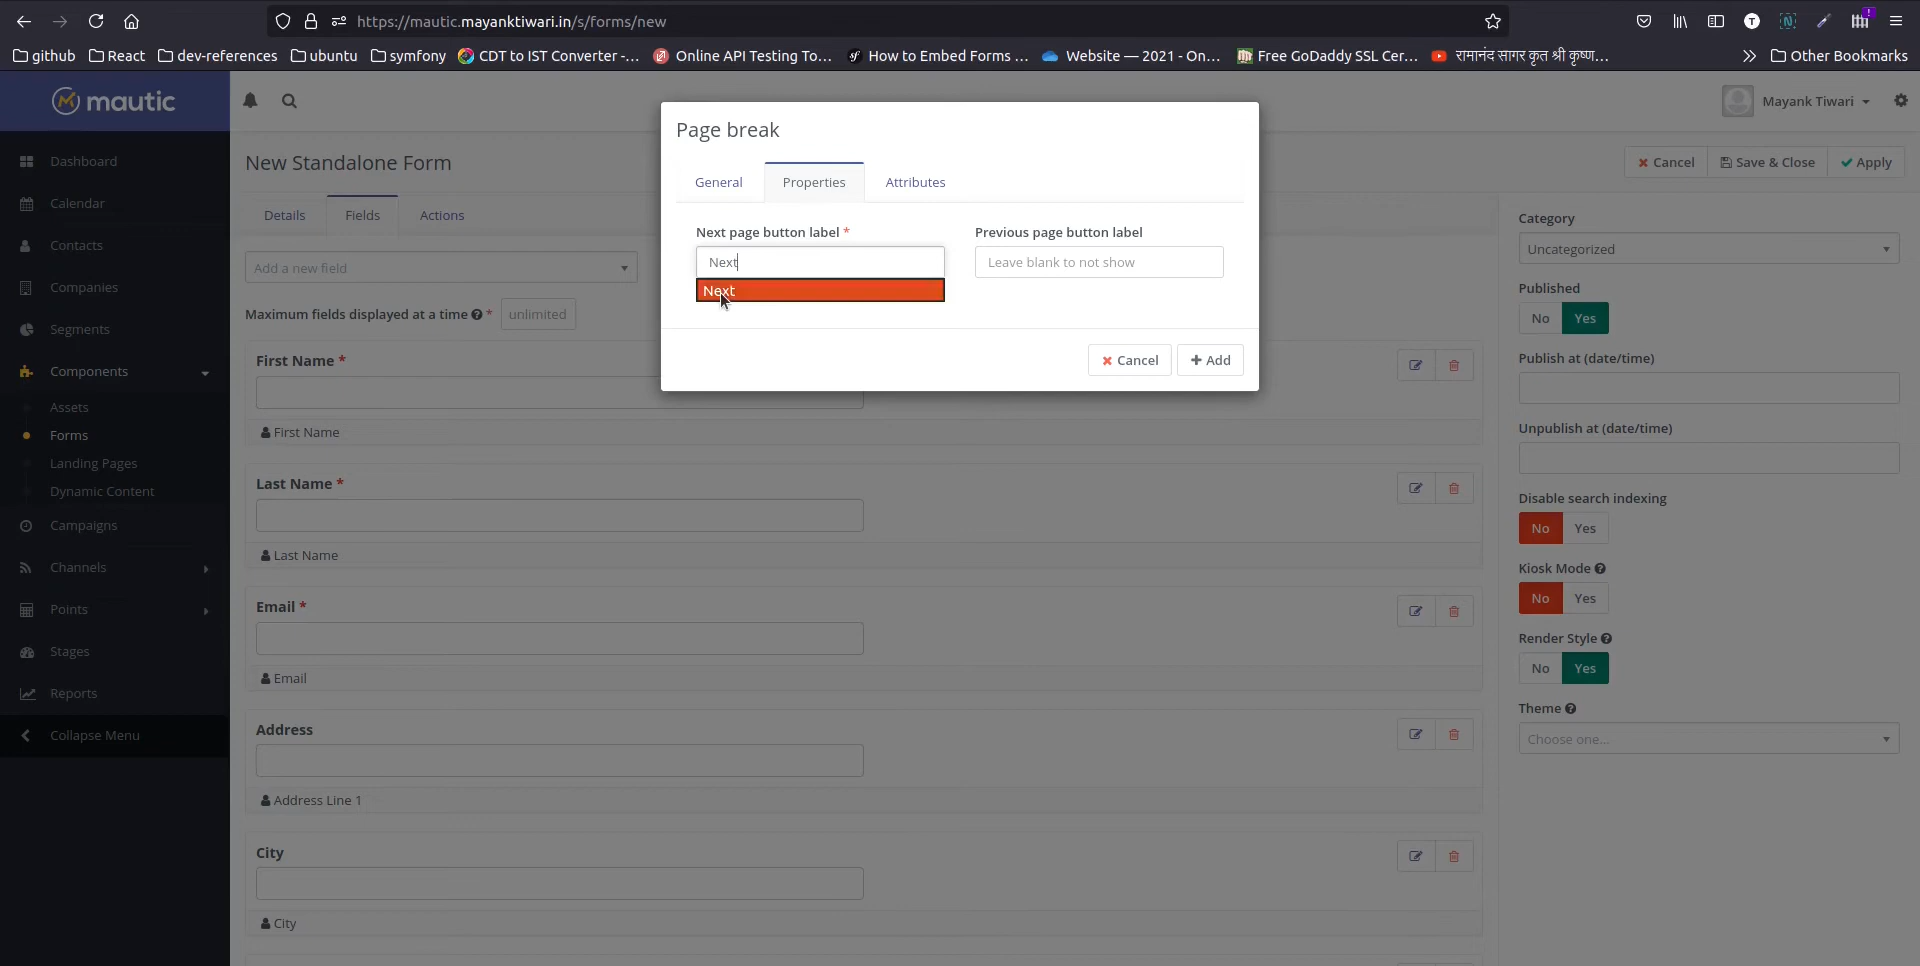 https://mautic.mayanktiwari.in/s/forms/new
github React dev-references ubuntu symfony CDT to IST Converter -... Online API Testing To... How to Embed Forms ... Website — 2021 - On... Free GoDaddy SSL Cer... रामानंद सागर कृत श्री कृष्ण... Other Bookmarks
mautic
Mayank Tiwari
Dashboard
Calendar
Contacts
Companies
Segments
Components
Assets
Forms
Landing Pages
Dynamic Content
Campaigns
Channels
Points
Stages
Reports
Collapse Menu
New Standalone Form
Cancel Save & Close Apply
Details Fields Actions
Add a new field
Maximum fields displayed at a time * unlimited
First Name *
First Name
Last Name *
Last Name
Email *
Email
Address
Address Line 1
City
City
Page break
General Properties Attributes
Next page button label * Previous page button label
Next Leave blank to not show
Next
Cancel Add
Category
Uncategorized
Published
No Yes
Publish at (date/time)
Unpublish at (date/time)
Disable search indexing
No Yes
Kiosk Mode
No Yes
Render Style
No Yes
Theme
Choose one...